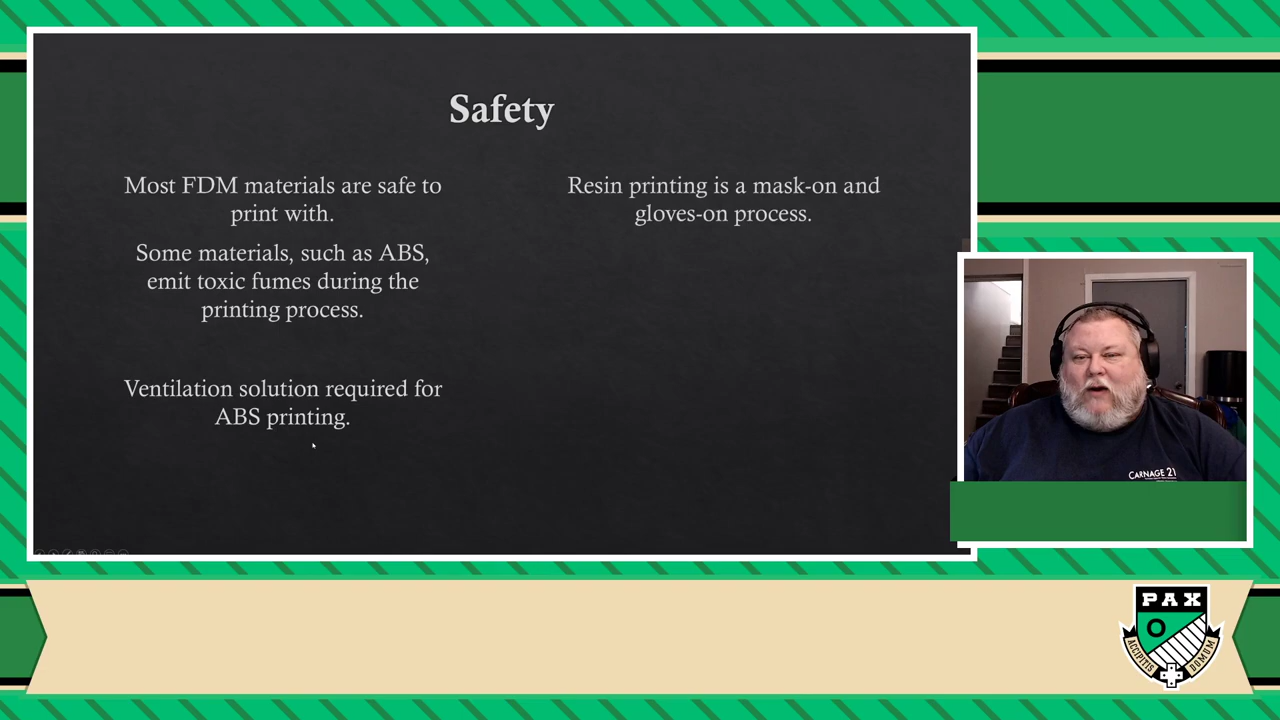 Safety
Most FDM materials are safe to
print with.
Some materials, such as ABS,
emit toxic fumes during the
printing process.
Ventilation solution required for
ABS printing.
Resin printing is a mask-on and
gloves-on process.
CARNAGE 21
PAX
ACCIPITIS
DOMUM